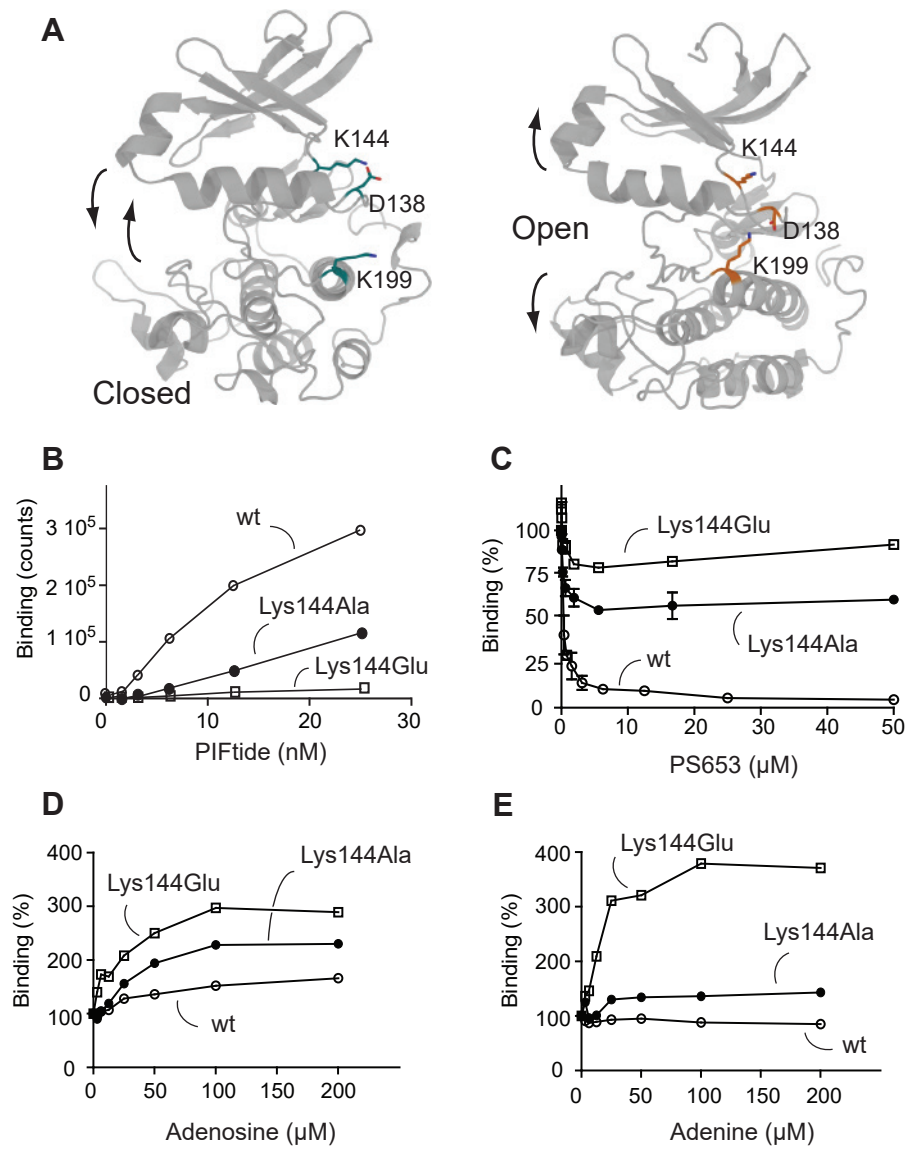 A
K144
D138
K199
Closed
K144
Open
D138
K199
B
Binding (counts)
3 10⁵
2 10⁵
1 10⁵
0
wt
Lys144Ala
Lys144Glu
0 10 20 30
PIFtide (nM)
C
Binding (%)
100
75
50
25
0
Lys144Glu
Lys144Ala
wt
0 10 20 30 40 50
PS653 (µM)
D
Binding (%)
400
300
200
100
0
Lys144Glu
Lys144Ala
wt
0 50 100 150 200
Adenosine (µM)
E
Binding (%)
400
300
200
100
0
Lys144Glu
Lys144Ala
wt
0 50 100 150 200
Adenine (µM)